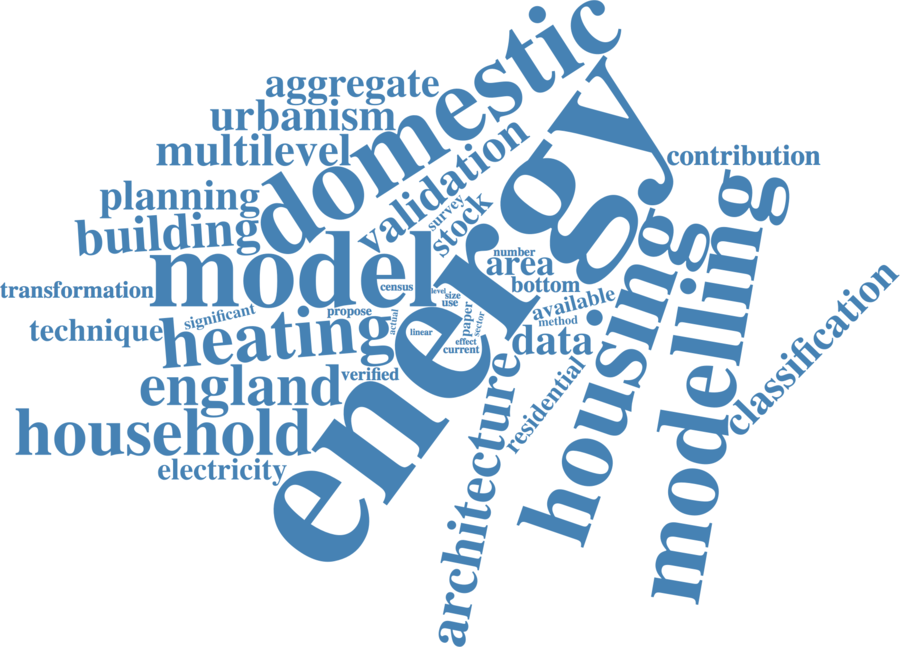 aggregate
urbanism
multilevel
domestic
energy
validation
survey
stock
contribution
planning
building
model
number
area
bottom
available
method
data
transformation
technique
significant
propose
census
level
size
use
actual
linear
paper
sector
effect
current
heating
verified
england
household
electricity
architecture
residential
housing
modelling
classification